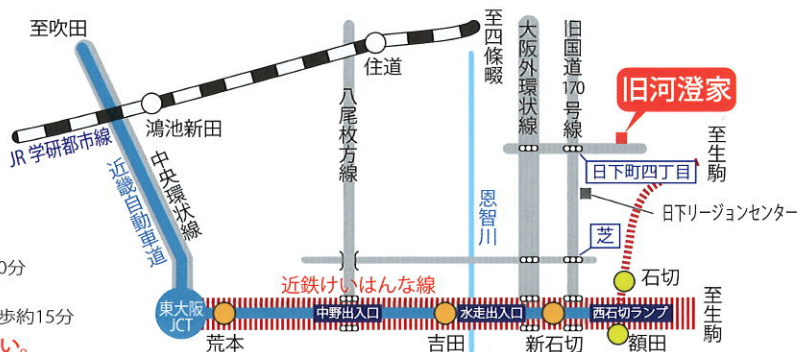 至吹田
住道
至四條畷
大阪外環状線
旧国道170号線
旧河澄家
鴻池新田
八尾枚方線
JR学研都市線
近畿自動車道
中央環状線
至生駒
日下町四丁目
恩智川
日下リージョンセンター
芝
0分
近鉄けいはんな線
石切
歩約15分
東大阪JCT
中野出入口
水走出入口
西石切ランプ
至生駒
い。
荒本
吉田
新石切
額田